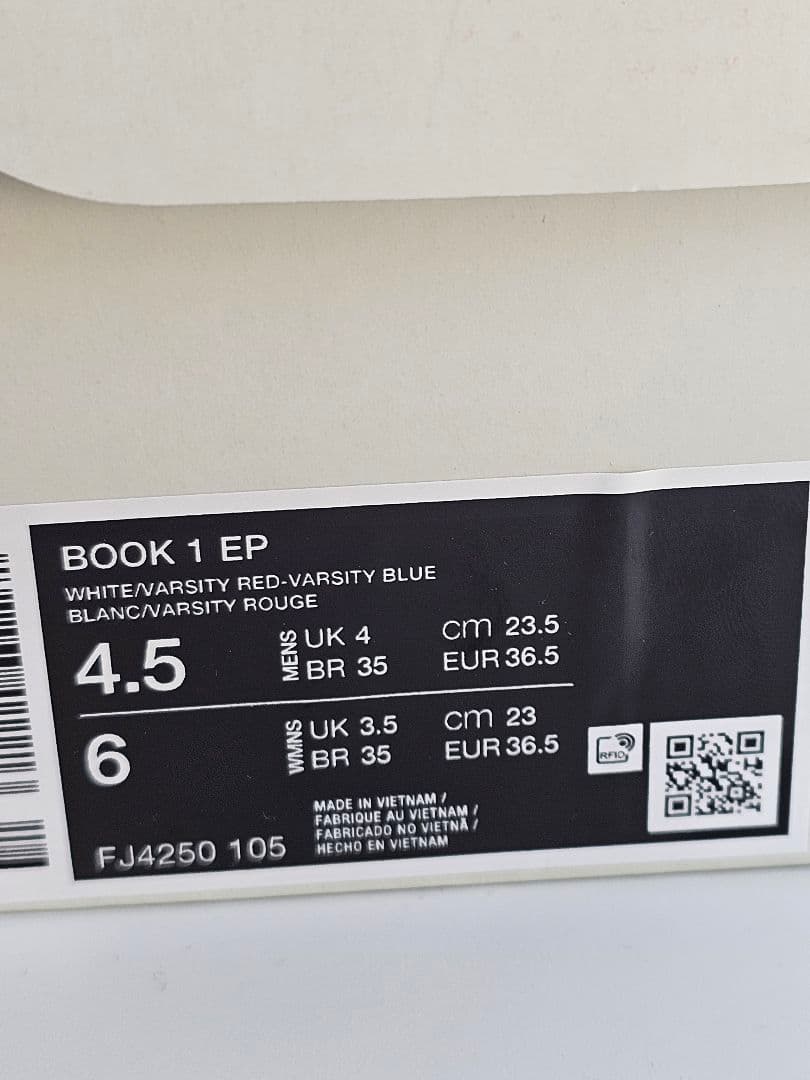 BOOK 1 EP
WHITE/VARSITY RED-VARSITY BLUE
BLANC/VARSITY ROUGE
4.5 MENS UK 4 cm 23.5
BR 35 EUR 36.5
6 WMNS UK 3.5 cm 23
BR 35 EUR 36.5
RFID
MADE IN VIETNAM /
FABRIQUE AU VIETNAM /
FABRICADO NO VIETNÃ /
HECHO EN VIETNAM
FJ4250 105